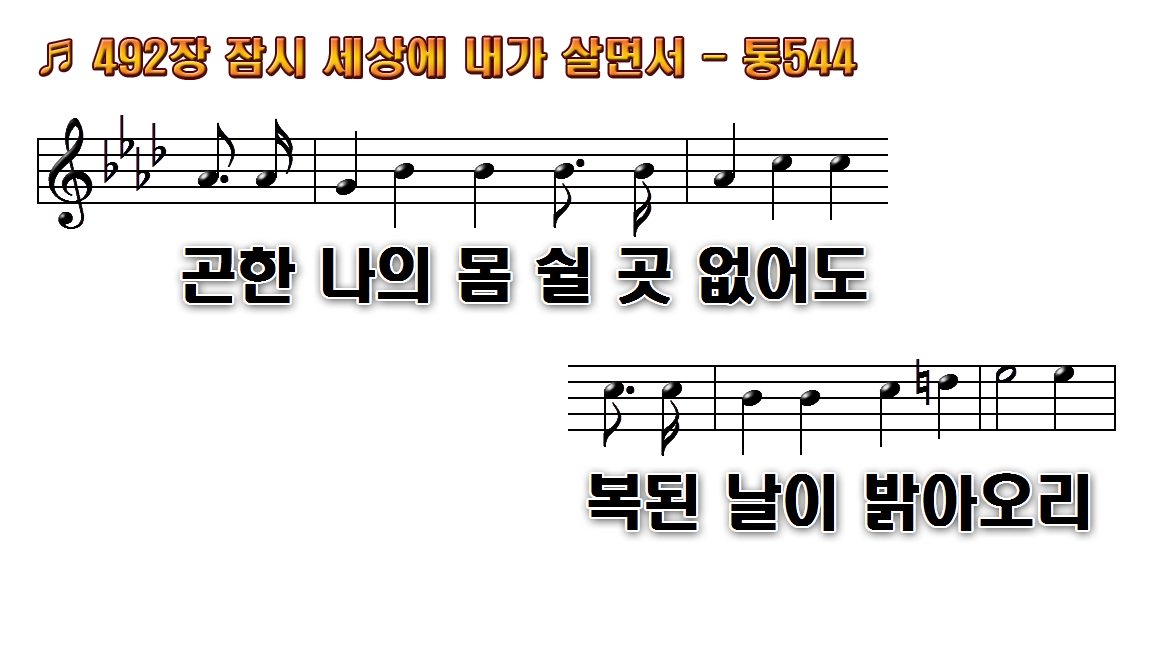 492장 잠시 세상에 내가 살면서 - 통544
곤한 나의 몸 쉴 곳 없어도
복된 날이 밝아오리